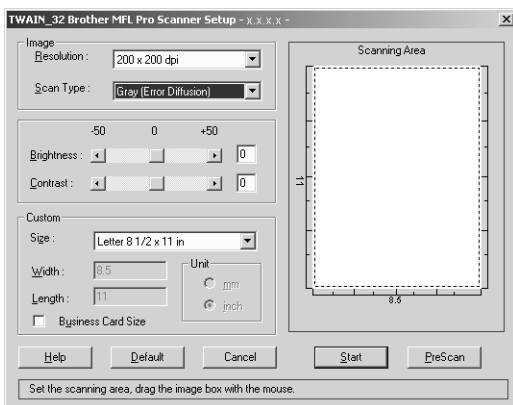 TWAIN_32 Brother MFL Pro Scanner Setup - x.x.x.x -
Image
Resolution : 200 x 200 dpi
Scan Type : Gray (Error Diffusion)
-50 0 +50
Brightness : 0
Contrast : 0
Custom
Size : Letter 8 1/2 x 11 in
Width : 8.5
Length : 11
Unit
mm
inch
Business Card Size
Scanning Area
11
8.5
Help Default Cancel Start PreScan
Set the scanning area, drag the image box with the mouse.